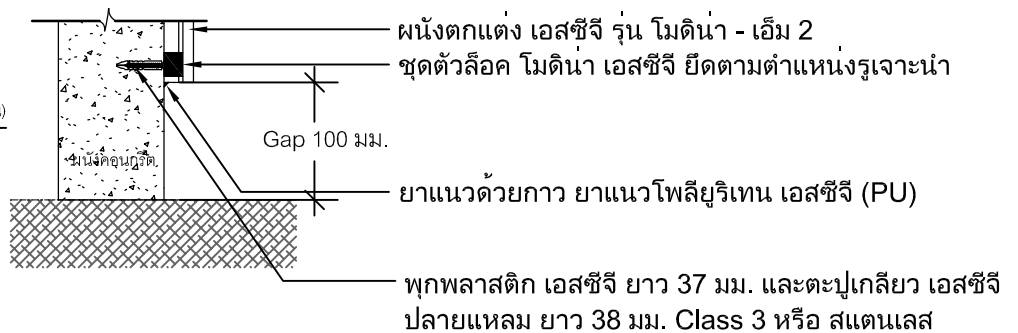 ผนังตกแต่ง เอสซีจี รุ่น โมดิน่า - เอ็ม 2
ชุดตัวล็อค โมดิน่า เอสซีจี ยึดตามตำแหน่งรูเจาะนำ
Gap 100 มม.
ผนังคอนกรีต
ยาแนวด้วยกาว ยาแนวโพลียูริเทน เอสซีจี (PU)
พุกพลาสติก เอสซีจี ยาว 37 มม. และตะปูเกลียว เอสซีจี
ปลายแหลม ยาว 38 มม. Class 3 หรือ สแตนเลส